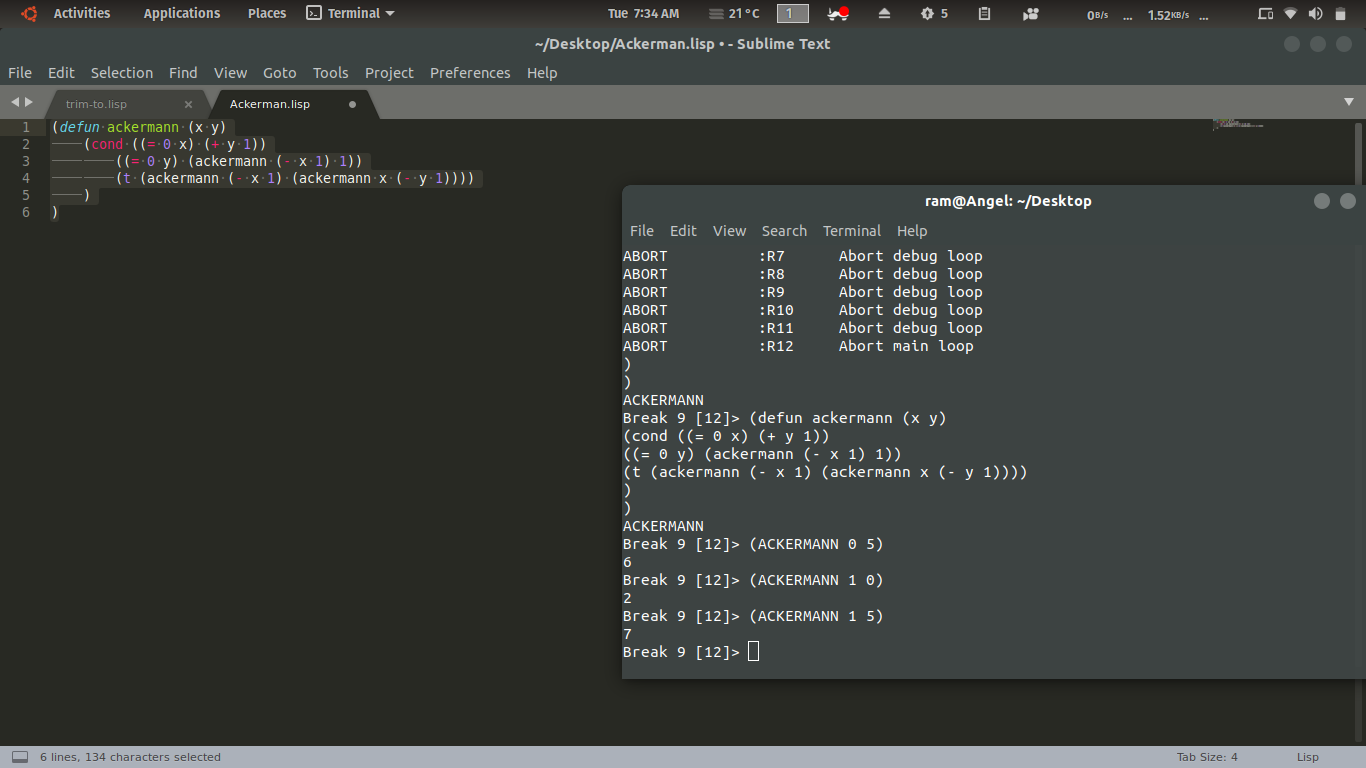 Activities Applications Places Terminal Tue 7:34 AM 21 °C 1 5 0B/s ... 1.52KB/s ...
~/Desktop/Ackerman.lisp • - Sublime Text
File Edit Selection Find View Goto Tools Project Preferences Help
trim-to.lisp Ackerman.lisp
1 (defun ackermann (x y)
2 (cond ((= 0 x) (+ y 1))
3 ((= 0 y) (ackermann (- x 1) 1))
4 (t (ackermann (- x 1) (ackermann x (- y 1))))
5 )
6 )
ram@Angel: ~/Desktop
File Edit View Search Terminal Help
ABORT :R7 Abort debug loop
ABORT :R8 Abort debug loop
ABORT :R9 Abort debug loop
ABORT :R10 Abort debug loop
ABORT :R11 Abort debug loop
ABORT :R12 Abort main loop
)
)
ACKERMANN
Break 9 [12]> (defun ackermann (x y)
(cond ((= 0 x) (+ y 1))
((= 0 y) (ackermann (- x 1) 1))
(t (ackermann (- x 1) (ackermann x (- y 1))))
)
)
ACKERMANN
Break 9 [12]> (ACKERMANN 0 5)
6
Break 9 [12]> (ACKERMANN 1 0)
2
Break 9 [12]> (ACKERMANN 1 5)
7
Break 9 [12]>
6 lines, 134 characters selected Tab Size: 4 Lisp